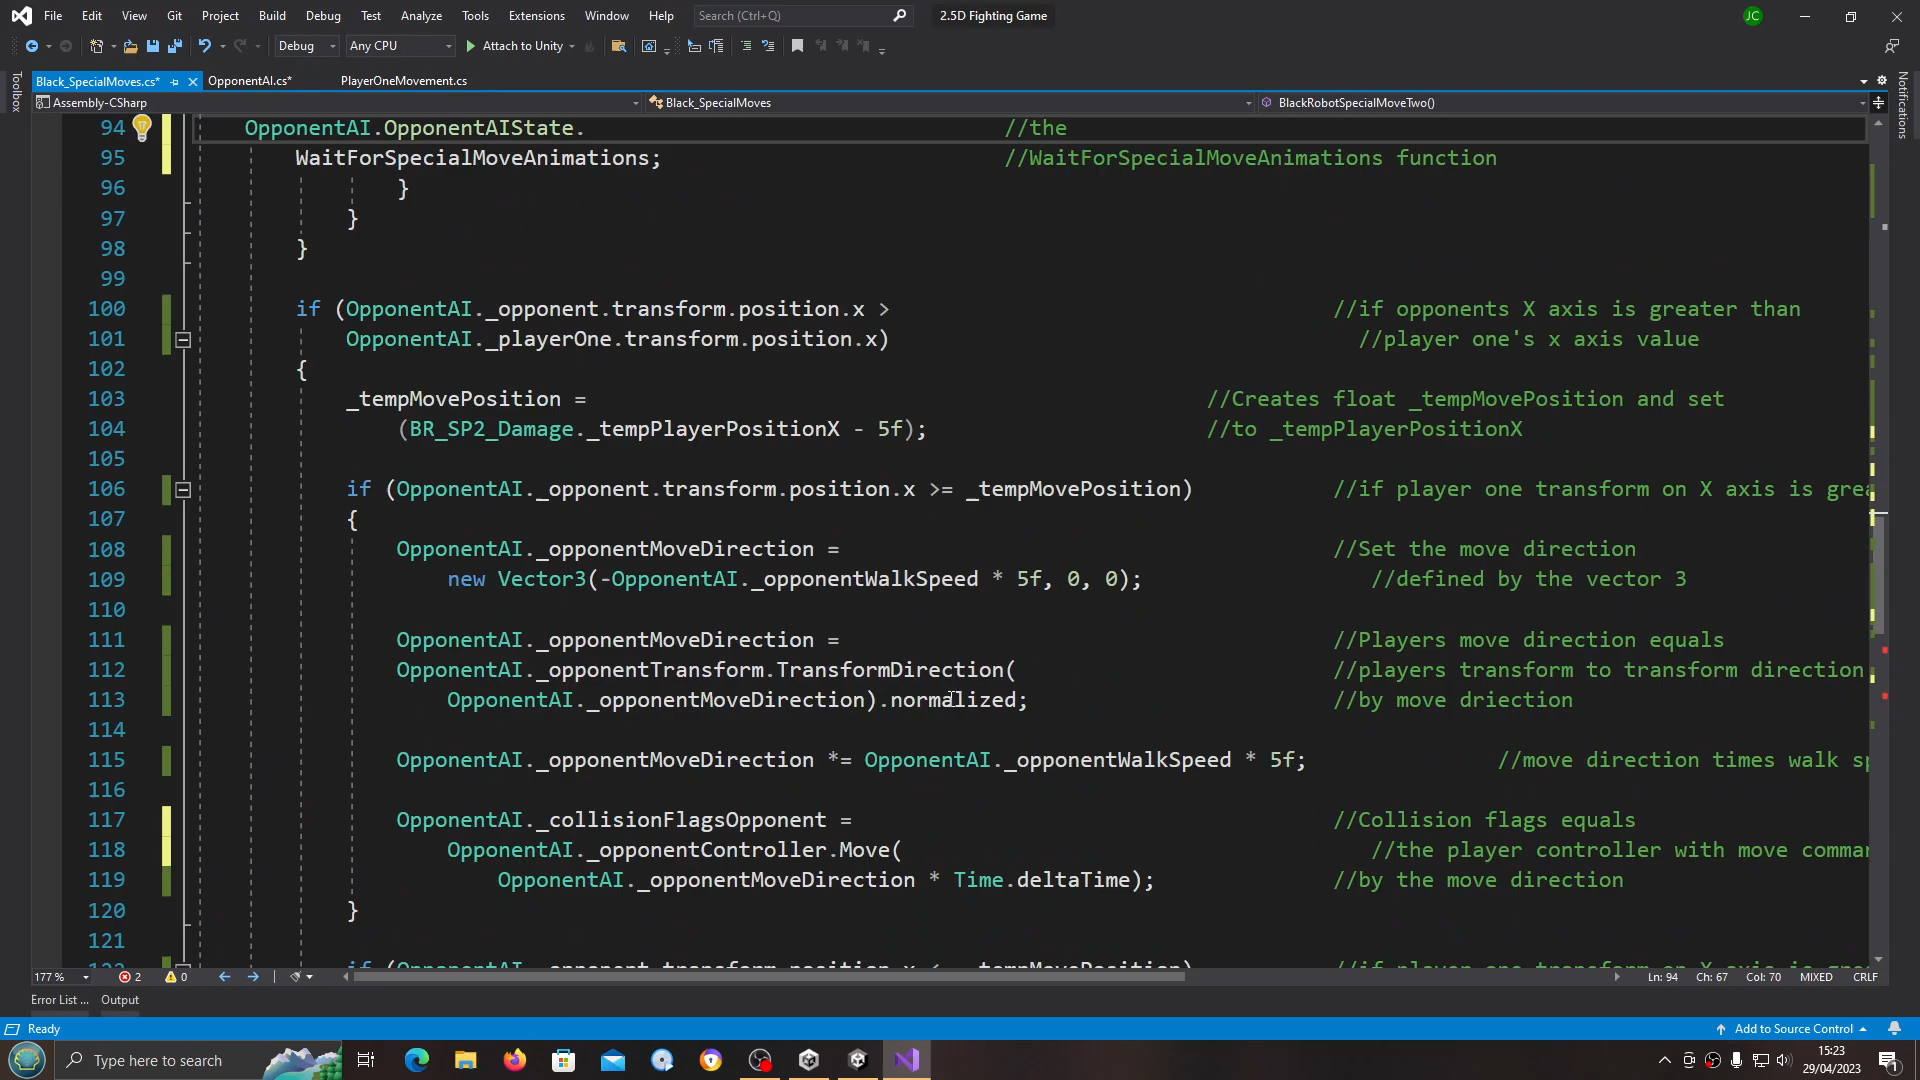 File Edit View Git Project Build Debug Test Analyze Tools Extensions Window Help Search (Ctrl+Q) 2.5D Fighting Game JC
Debug Any CPU Attach to Unity
Toolbox
Notifications
Black_SpecialMoves.cs* OpponentAI.cs* PlayerOneMovement.cs
Assembly-CSharp Black_SpecialMoves BlackRobotSpecialMoveTwo()
94 OpponentAI.OpponentAIState. //the
95 WaitForSpecialMoveAnimations; //WaitForSpecialMoveAnimations function
96 }
97 }
98 }
99
100 if (OpponentAI._opponent.transform.position.x > //if opponents X axis is greater than
101 OpponentAI._playerOne.transform.position.x) //player one's x axis value
102 {
103 _tempMovePosition = //Creates float _tempMovePosition and set
104 (BR_SP2_Damage._tempPlayerPositionX - 5f); //to _tempPlayerPositionX
105
106 if (OpponentAI._opponent.transform.position.x >= _tempMovePosition) //if player one transform on X axis is grea
107 {
108 OpponentAI._opponentMoveDirection = //Set the move direction
109 new Vector3(-OpponentAI._opponentWalkSpeed * 5f, 0, 0); //defined by the vector 3
110
111 OpponentAI._opponentMoveDirection = //Players move direction equals
112 OpponentAI._opponentTransform.TransformDirection( //players transform to transform direction
113 OpponentAI._opponentMoveDirection).normalized; //by move driection
114
115 OpponentAI._opponentMoveDirection *= OpponentAI._opponentWalkSpeed * 5f; //move direction times walk sp
116
117 OpponentAI._collisionFlagsOpponent = //Collision flags equals
118 OpponentAI._opponentController.Move( //the player controller with move comman
119 OpponentAI._opponentMoveDirection * Time.deltaTime); //by the move direction
120 }
121
177 % 2 0 Ln: 94 Ch: 67 Col: 70 MIXED CRLF
Error List ... Output
Ready Add to Source Control
Type here to search 15:23
29/04/2023 1